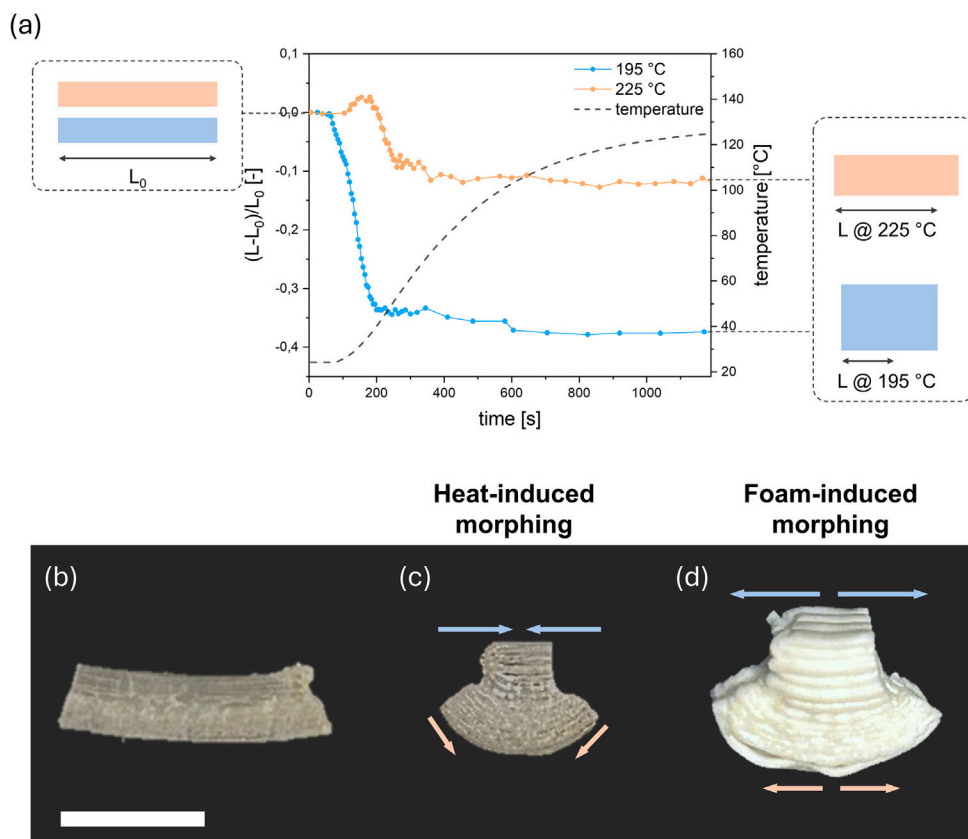 (a)
0,1
0,0
-0,1
-0,2
-0,3
-0,4
(L-L₀)/L₀ [-]
195 °C
225 °C
temperature
160
140
120
100
80
60
40
20
temperature [°C]
0
200
400
600
800
1000
time [s]
L₀
L @ 225 °C
L @ 195 °C
Heat-induced
morphing
Foam-induced
morphing
(b)
(c)
(d)